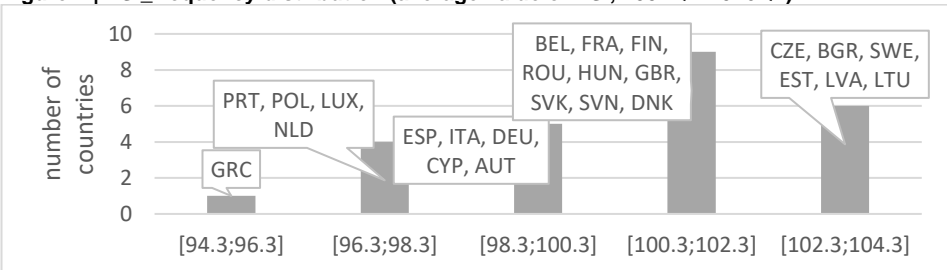 number of
countries
10
8
6
4
2
0
GRC
PRT, POL, LUX,
NLD
ESP, ITA, DEU,
CYP, AUT
BEL, FRA, FIN,
ROU, HUN, GBR,
SVK, SVN, DNK
CZE, BGR, SWE,
EST, LVA, LTU
[94.3;96.3] [96.3;98.3] [98.3;100.3] [100.3;102.3] [102.3;104.3]